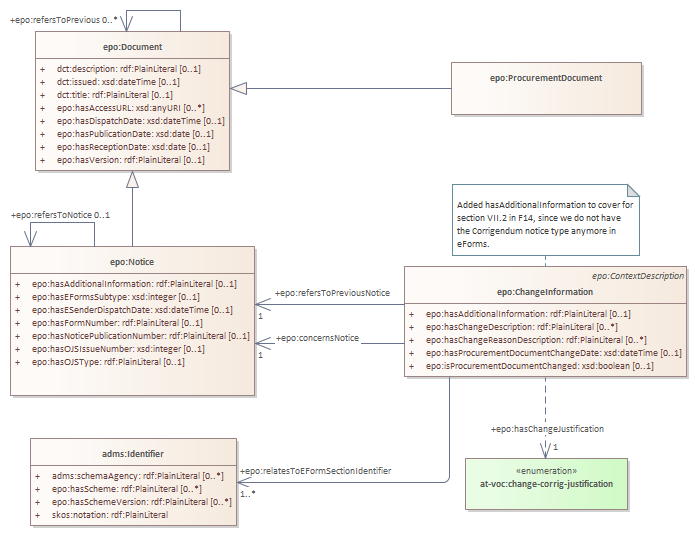 +epo:refersToPrevious 0..*
epo:Document
+ dct:description: rdf:PlainLiteral [0..1]
+ dct:issued: xsd:dateTime [0..1]
+ dct:title: rdf:PlainLiteral [0..1]
+ epo:hasAccessURL: xsd:anyURI [0..*]
+ epo:hasDispatchDate: xsd:dateTime [0..1]
+ epo:hasPublicationDate: xsd:date [0..1]
+ epo:hasReceptionDate: xsd:date [0..1]
+ epo:hasVersion: rdf:PlainLiteral [0..1]
epo:ProcurementDocument
Added hasAdditionalInformation to cover for
section VII.2 in F14, since we do not have
the Corrigendum notice type anymore in
eForms.
+epo:refersToNotice 0..1
epo:Notice
+ epo:hasAdditionalInformation: rdf:PlainLiteral [0..1]
+ epo:hasEFormsSubtype: xsd:integer [0..1]
+ epo:hasESenderDispatchDate: xsd:dateTime [0..1]
+ epo:hasFormNumber: rdf:PlainLiteral [0..1]
+ epo:hasNoticePublicationNumber: rdf:PlainLiteral [0..1]
+ epo:hasOJSIssueNumber: xsd:integer [0..1]
+ epo:hasOJSType: rdf:PlainLiteral [0..1]
+epo:refersToPreviousNotice
1
+epo:concernsNotice
1
epo:ContextDescription
epo:ChangeInformation
+ epo:hasAdditionalInformation: rdf:PlainLiteral [0..1]
+ epo:hasChangeDescription: rdf:PlainLiteral [0..*]
+ epo:hasChangeReasonDescription: rdf:PlainLiteral [0..*]
+ epo:hasProcurementDocumentChangeDate: xsd:dateTime [0..1]
+ epo:isProcurementDocumentChanged: xsd:boolean [0..1]
+epo:hasChangeJustification
1
adms:Identifier
+ adms:schemaAgency: rdf:PlainLiteral [0..*]
+ epo:hasScheme: rdf:PlainLiteral [0..*]
+ epo:hasSchemeVersion: rdf:PlainLiteral [0..*]
+ skos:notation: rdf:PlainLiteral
+epo:relatesToEFormSectionIdentifier
1..*
«enumeration»
at-voc:change-corrig-justification